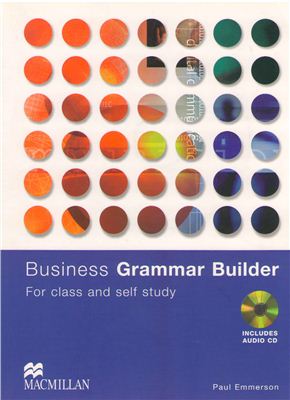 Business Grammar Builder
For class and self study
INCLUDES
AUDIO CD
MACMILLAN
Paul Emmerson